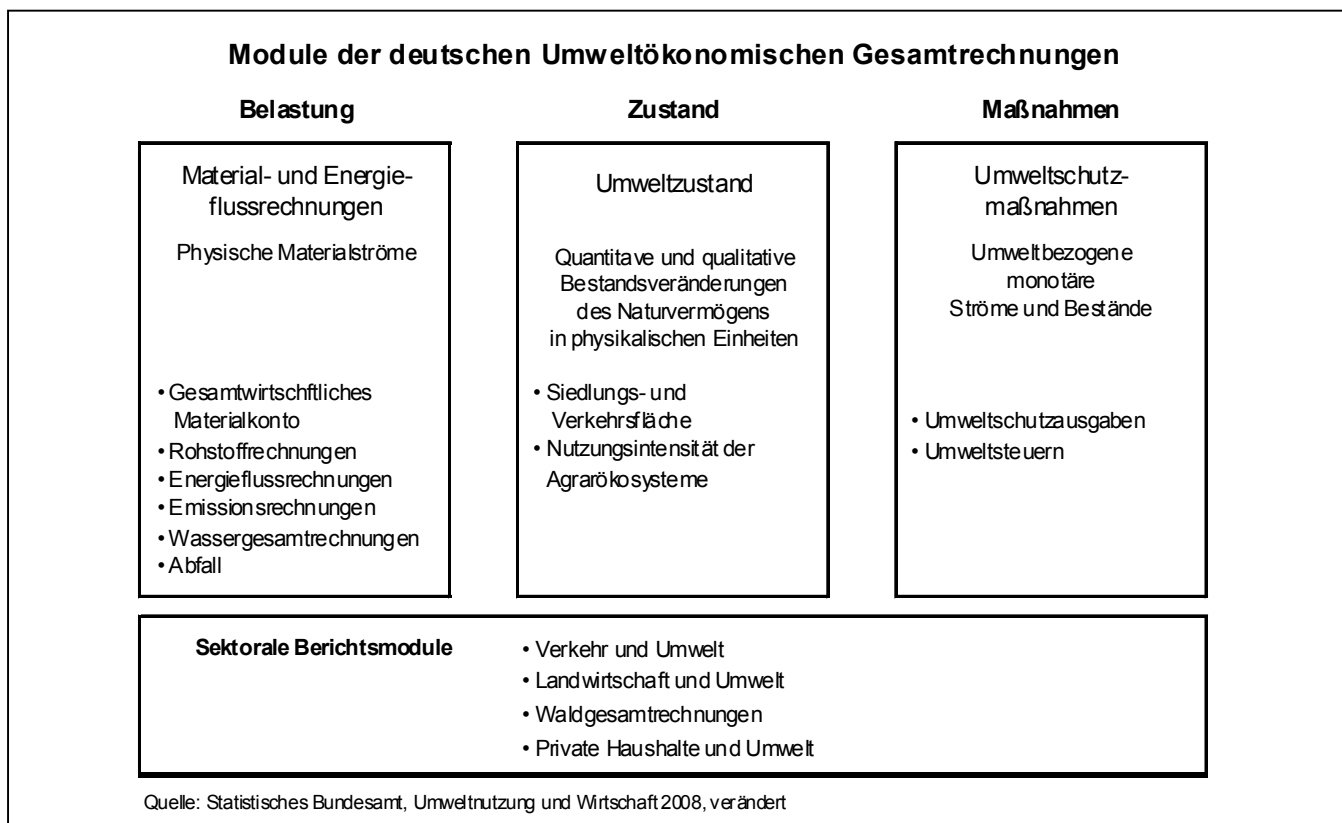 Module der deutschen Umweltökonomischen Gesamtrechnungen
Belastung
Zustand
Maßnahmen
Material- und Energie-
flussrechnungen
Physische Materialströme
• Gesamtwirtschftliches
Materialkonto
• Rohstoffrechnungen
• Energieflussrechnungen
• Emissionsrechnungen
• Wassergesamtrechnungen
• Abfall
Umweltzustand
Quantitave und qualitative
Bestandsveränderungen
des Naturvermögens
in physikalischen Einheiten
• Siedlungs- und
Verkehrsfläche
• Nutzungsintensität der
Agrarökosysteme
Umweltschutz-
maßnahmen
Umweltbezogene
monotäre
Ströme und Bestände
• Umweltschutzausgaben
• Umweltsteuern
Sektorale Berichtsmodule
• Verkehr und Umwelt
• Landwirtschaft und Umwelt
• Waldgesamtrechnungen
• Private Haushalte und Umwelt
Quelle: Statistisches Bundesamt, Umweltnutzung und Wirtschaft 2008, verändert